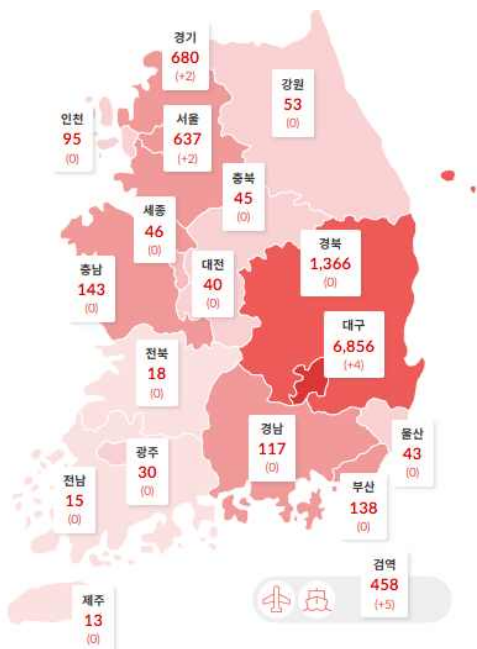 경기
680
(+2)
강원
53
(0)
인천
95
(0)
서울
637
(+2)
충북
45
(0)
세종
46
(0)
경북
1,366
(0)
대전
40
(0)
충남
143
(0)
대구
6,856
(+4)
전북
18
(0)
경남
117
(0)
울산
43
(0)
광주
30
(0)
전남
15
(0)
부산
138
(0)
검역
458
(+5)
제주
13
(0)